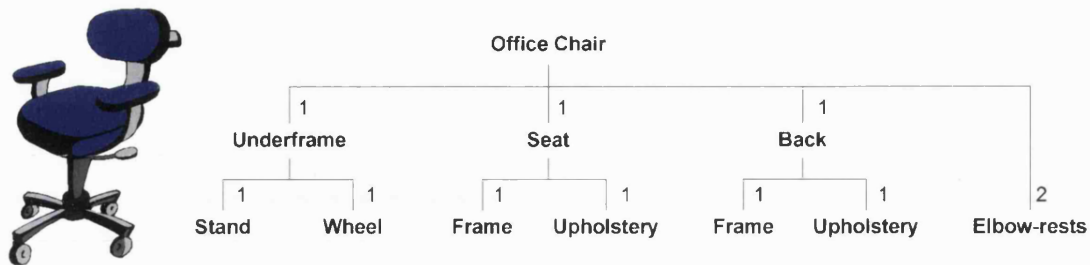 Office Chair
1 1 1
Underframe Seat Back
1 1 1 1 1 1 2
Stand Wheel Frame Upholstery Frame Upholstery Elbow-rests